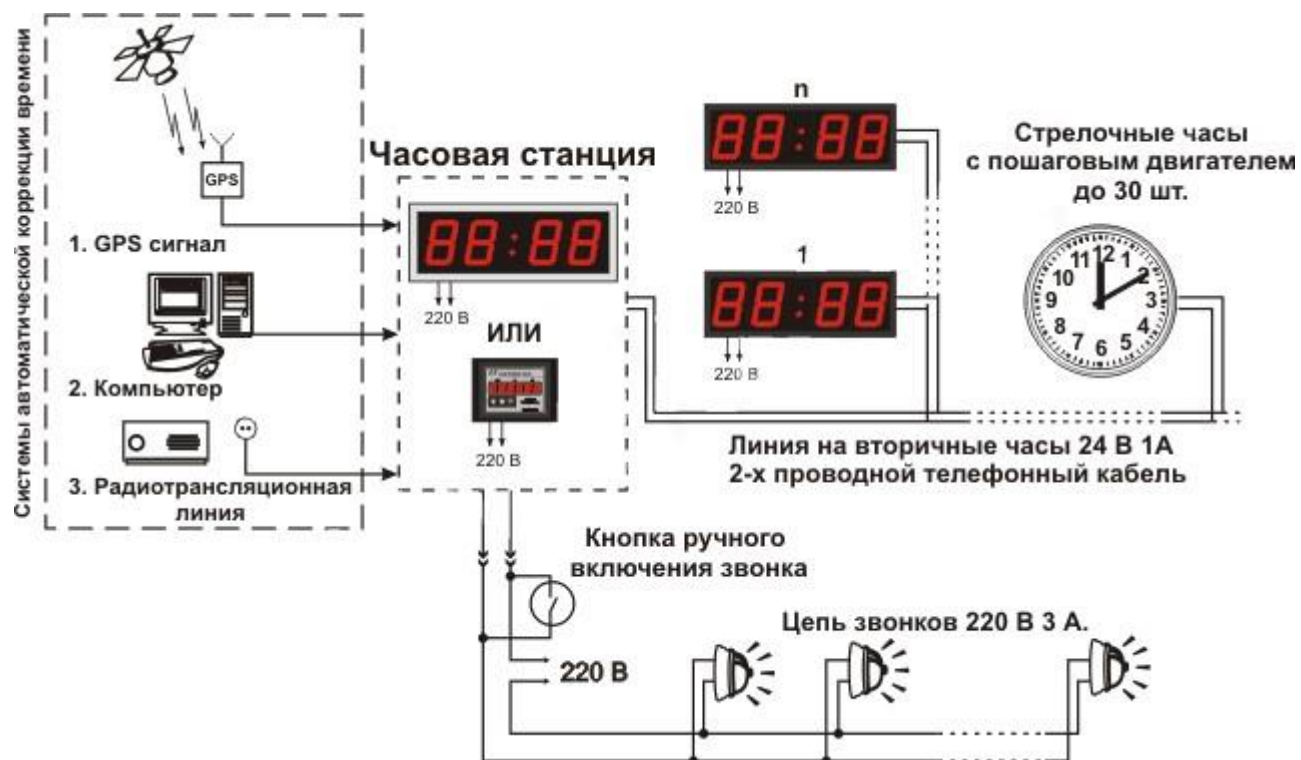 Системы автоматической коррекции времени
GPS
1. GPS сигнал
2. Компьютер
3. Радиотрансляционная
линия
Часовая станция
88:88
220 В
ИЛИ
220 В
n
88:88
220 В
1
88:88
220 В
Стрелочные часы
с пошаговым двигателем
до 30 шт.
12
1
2
3
4
5
6
7
8
9
10
11
Линия на вторичные часы 24 В 1А
2-х проводной телефонный кабель
Кнопка ручного
включения звонка
220 В
Цепь звонков 220 В 3 А.